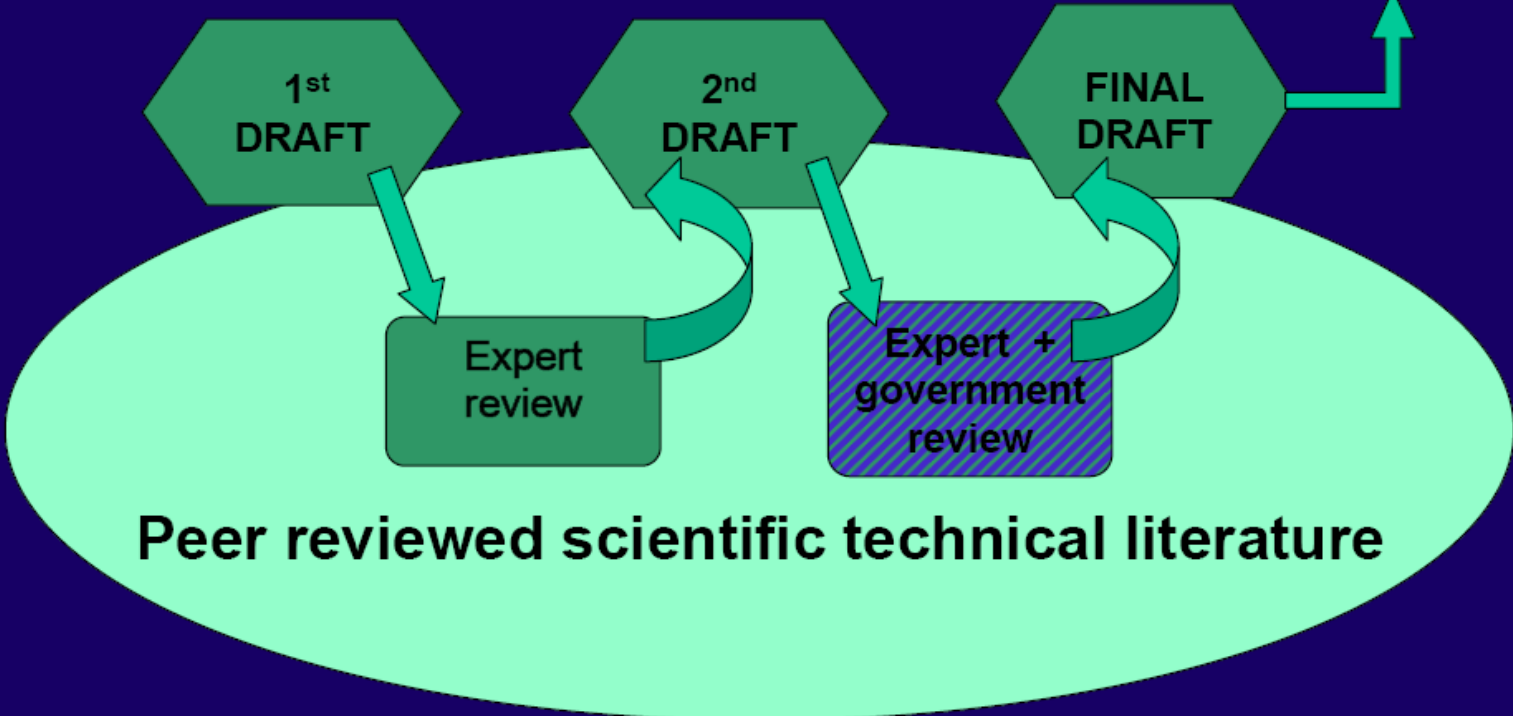 1st
DRAFT
2nd
DRAFT
FINAL
DRAFT
Expert
review
Expert +
government
review
Peer reviewed scientific technical literature